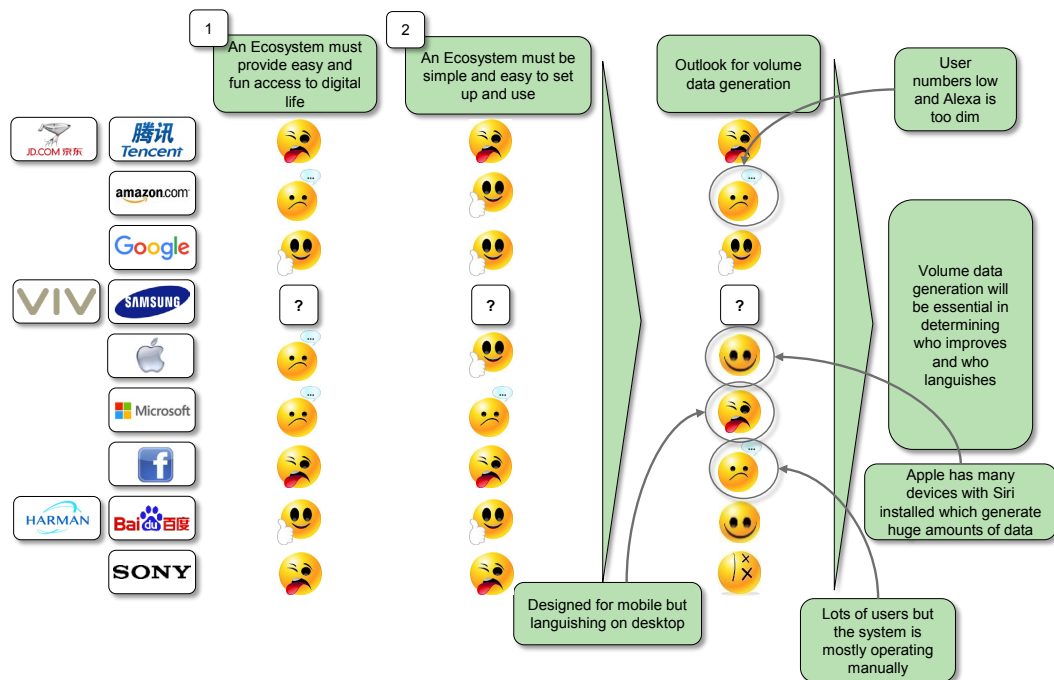 1
An Ecosystem must
provide easy and
fun access to digital
life
2
An Ecosystem must be
simple and easy to set
up and use
Outlook for volume
data generation
User
numbers low
and Alexa is
too dim
JD.COM 京东
腾讯
Tencent
...
amazon.com
...
Google
VIV
SAMSUNG
?
?
?
Volume data
generation will
be essential in
determining
who improves
and who
languishes
...
Microsoft
...
...
f
...
HARMAN
Bai du 百度
Apple has many
devices with Siri
installed which generate
huge amounts of data
SONY
x
x
Designed for mobile but
languishing on desktop
Lots of users but
the system is
mostly operating
manually